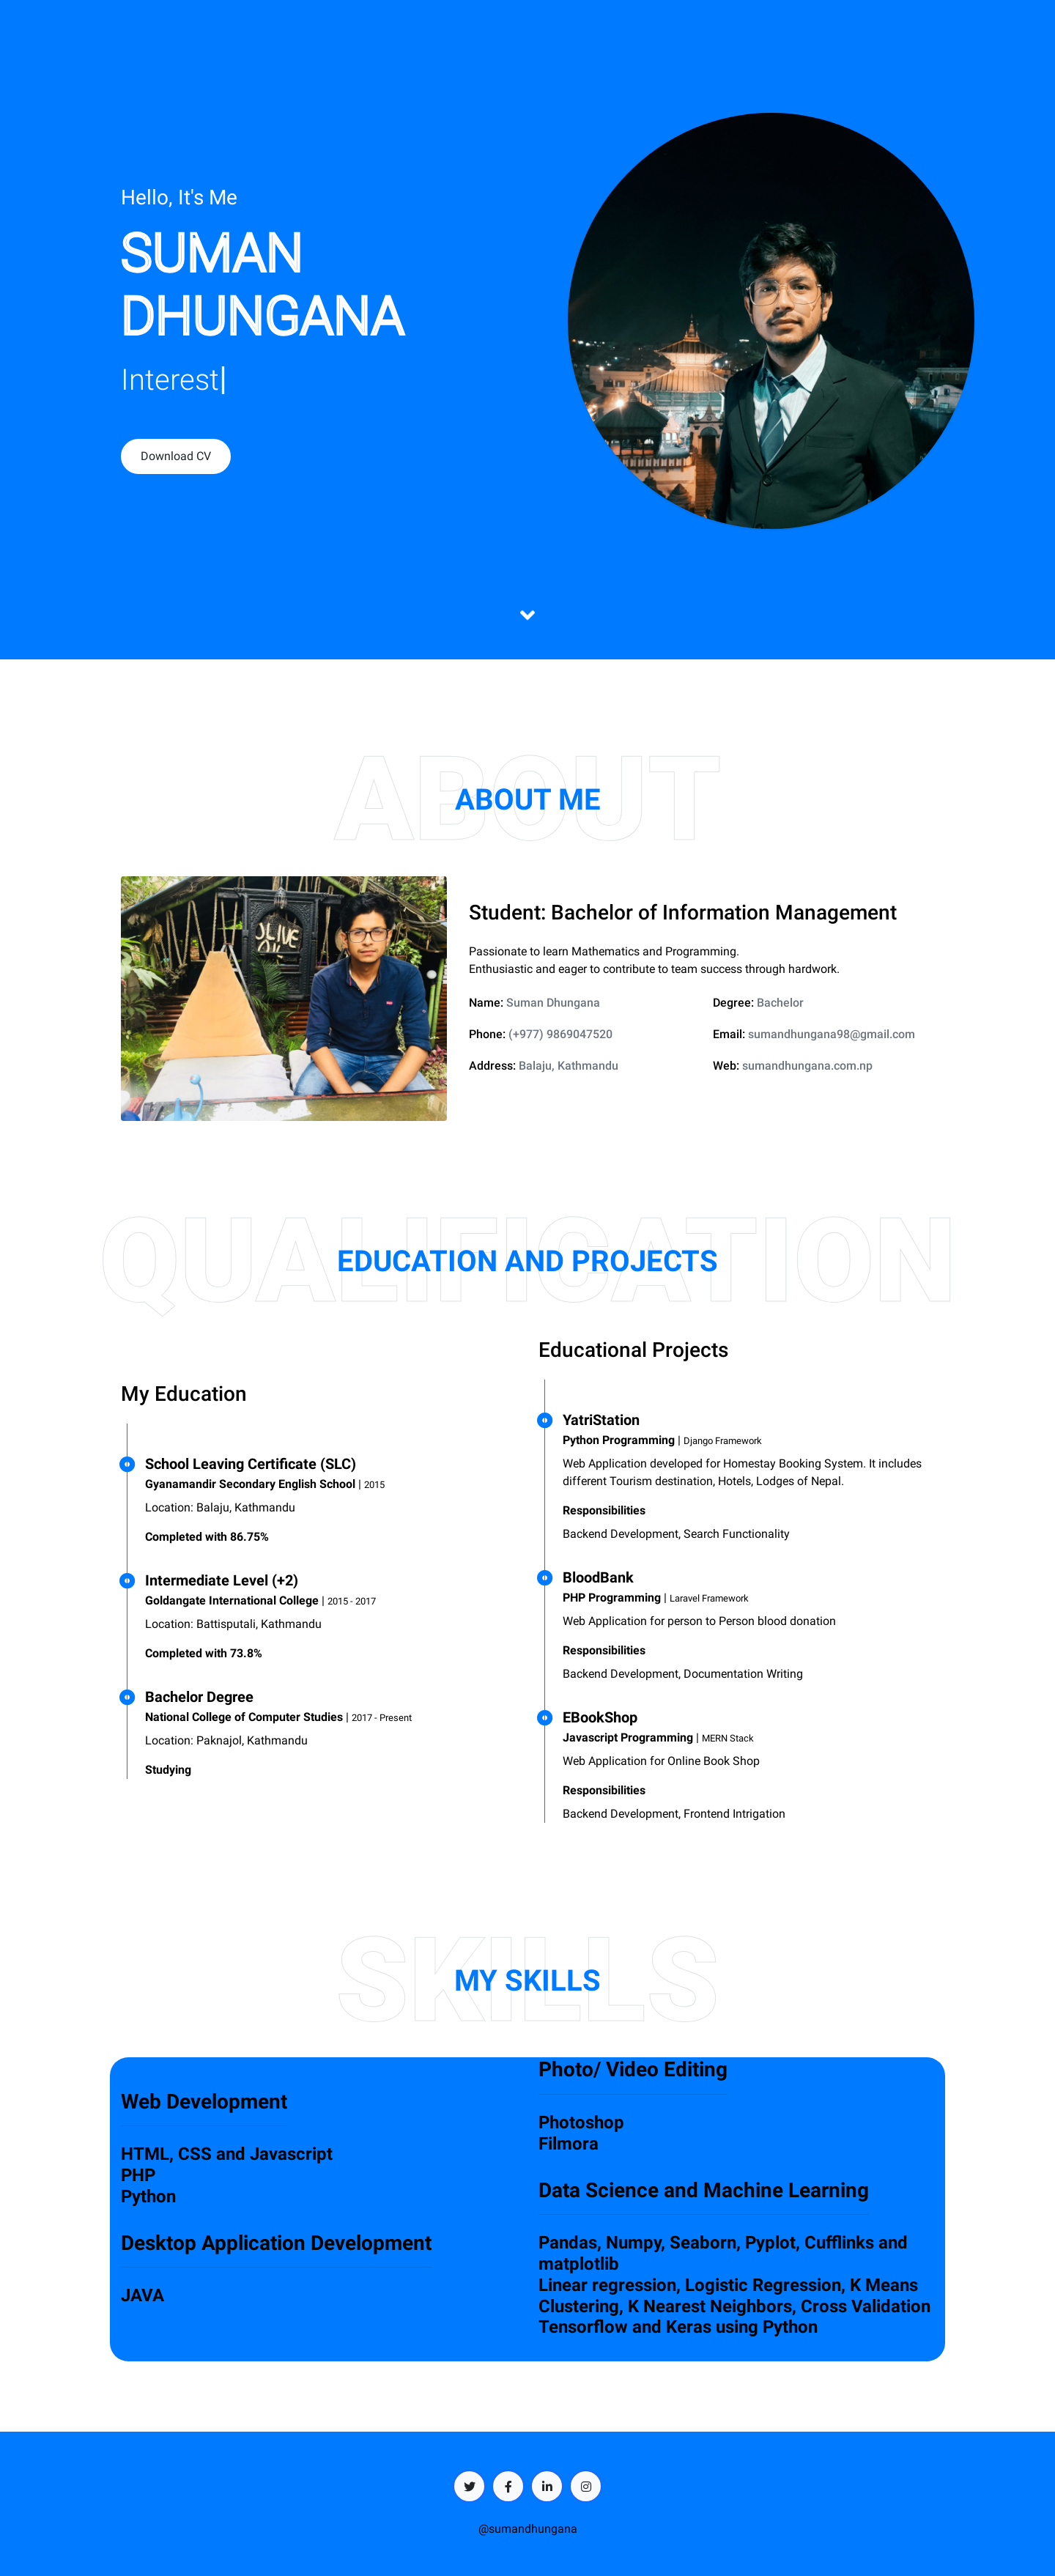 Hello, It's Me
SUMAN
DHUNGANA
Interest|
Download CV
ABOUT
ABOUT ME
OLIVE
Student: Bachelor of Information Management
Passionate to learn Mathematics and Programming.
Enthusiastic and eager to contribute to team success through hardwork.
Name: Suman Dhungana
Degree: Bachelor
Phone: (+977) 9869047520
Email: sumandhungana98@gmail.com
Address: Balaju, Kathmandu
Web: sumandhungana.com.np
QUALIFICATION
EDUCATION AND PROJECTS
My Education
School Leaving Certificate (SLC)
Gyanamandir Secondary English School | 2015
Location: Balaju, Kathmandu
Completed with 86.75%
Intermediate Level (+2)
Goldangate International College | 2015 - 2017
Location: Battisputali, Kathmandu
Completed with 73.8%
Bachelor Degree
National College of Computer Studies | 2017 - Present
Location: Paknajol, Kathmandu
Studying
Educational Projects
YatriStation
Python Programming | Django Framework
Web Application developed for Homestay Booking System. It includes
different Tourism destination, Hotels, Lodges of Nepal.
Responsibilities
Backend Development, Search Functionality
BloodBank
PHP Programming | Laravel Framework
Web Application for person to Person blood donation
Responsibilities
Backend Development, Documentation Writing
EBookShop
Javascript Programming | MERN Stack
Web Application for Online Book Shop
Responsibilities
Backend Development, Frontend Intrigation
SKILLS
MY SKILLS
Web Development
HTML, CSS and Javascript
PHP
Python
Desktop Application Development
JAVA
Photo/ Video Editing
Photoshop
Filmora
Data Science and Machine Learning
Pandas, Numpy, Seaborn, Pyplot, Cufflinks and
matplotlib
Linear regression, Logistic Regression, K Means
Clustering, K Nearest Neighbors, Cross Validation
Tensorflow and Keras using Python
@sumandhungana